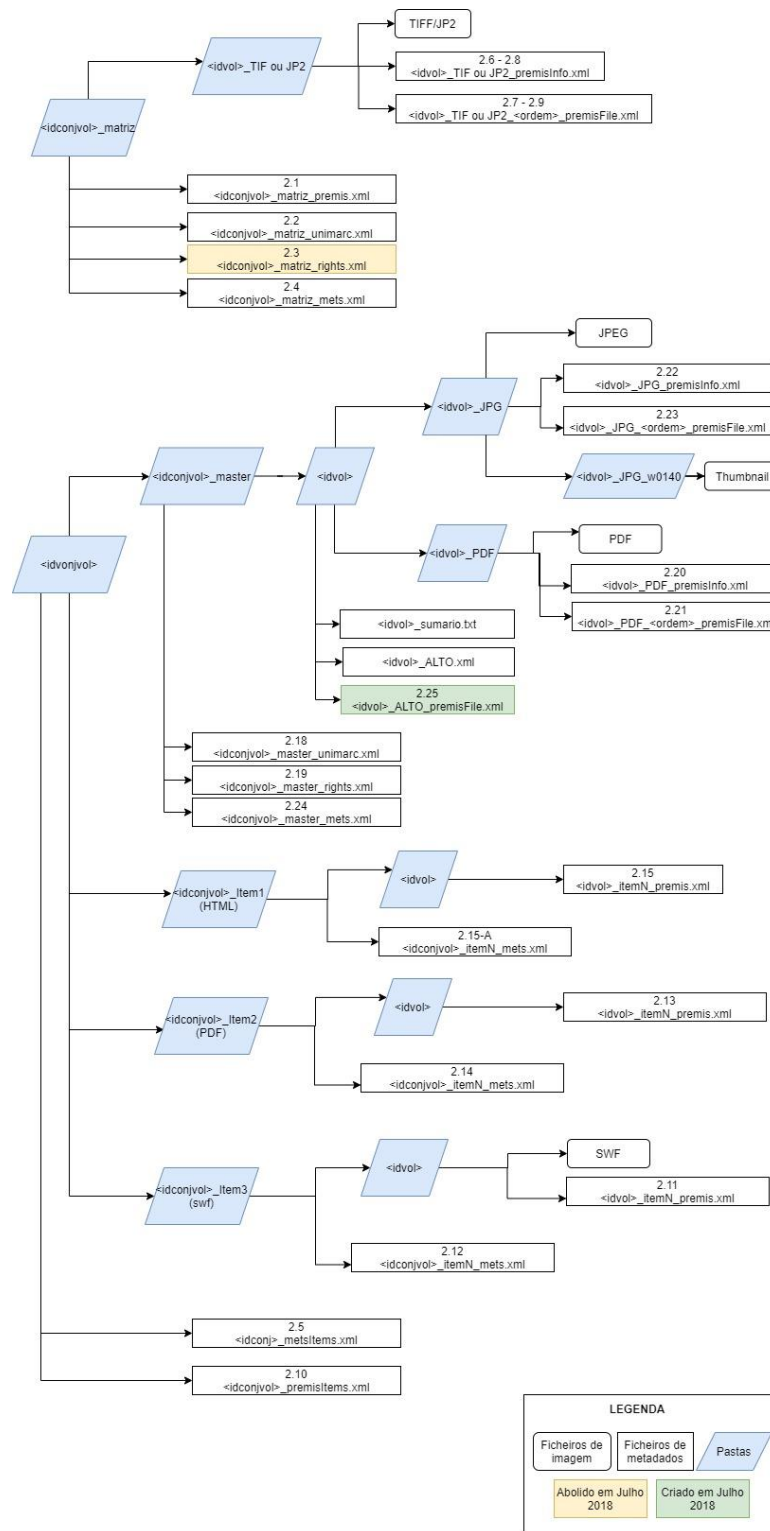 TIFF/JP2
<idvol>_TIF ou JP2
2.6 - 2.8
<idvol>_TIF ou JP2_premisInfo.xml
2.7 - 2.9
<idvol>_TIF ou JP2_<ordem>_premisFile.xml
<idconjvol>_matriz
2.1
<idconjvol>_matriz_premis.xml
2.2
<idconjvol>_matriz_unimarc.xml
2.3
<idconjvol>_matriz_rights.xml
2.4
<idconjvol>_matriz_mets.xml
JPEG
2.22
<idvol>_JPG_premisInfo.xml
<idvol>_JPG
2.23
<idvol>_JPG_<ordem>_premisFile.xml
<idconjvol>_master
<idvol>
<idvol>_JPG_w0140
Thumbnail
PDF
<idvol>_PDF
<idvonjvol>
2.20
<idvol>_PDF_premisInfo.xml
2.21
<idvol>_PDF_<ordem>_premisFile.xm
<idvol>_sumario.txt
<idvol>_ALTO.xml
2.25
<idvol>_ALTO_premisFile.xml
2.18
<idconjvol>_master_unimarc.xml
2.19
<idconjvol>_master_rights.xml
2.24
<idconjvol>_master_mets.xml
<idconjvol>_Item1
(HTML)
<idvol>
2.15
<idvol>_itemN_premis.xml
2.15-A
<idconjvol>_itemN_mets.xml
<idconjvol>_Item2
(PDF)
<idvol>
2.13
<idvol>_itemN_premis.xml
2.14
<idconjvol>_itemN_mets.xml
<idconjvol>_Item3
(swf)
<idvol>
SWF
2.11
<idvol>_itemN_premis.xml
2.12
<idconjvol>_itemN_mets.xml
2.5
<idconj>_metsItems.xml
2.10
<idconjvol>_premisItems.xml
LEGENDA
Ficheiros de
imagem
Ficheiros de
metadados
Pastas
Abolido em Julho
2018
Criado em Julho
2018